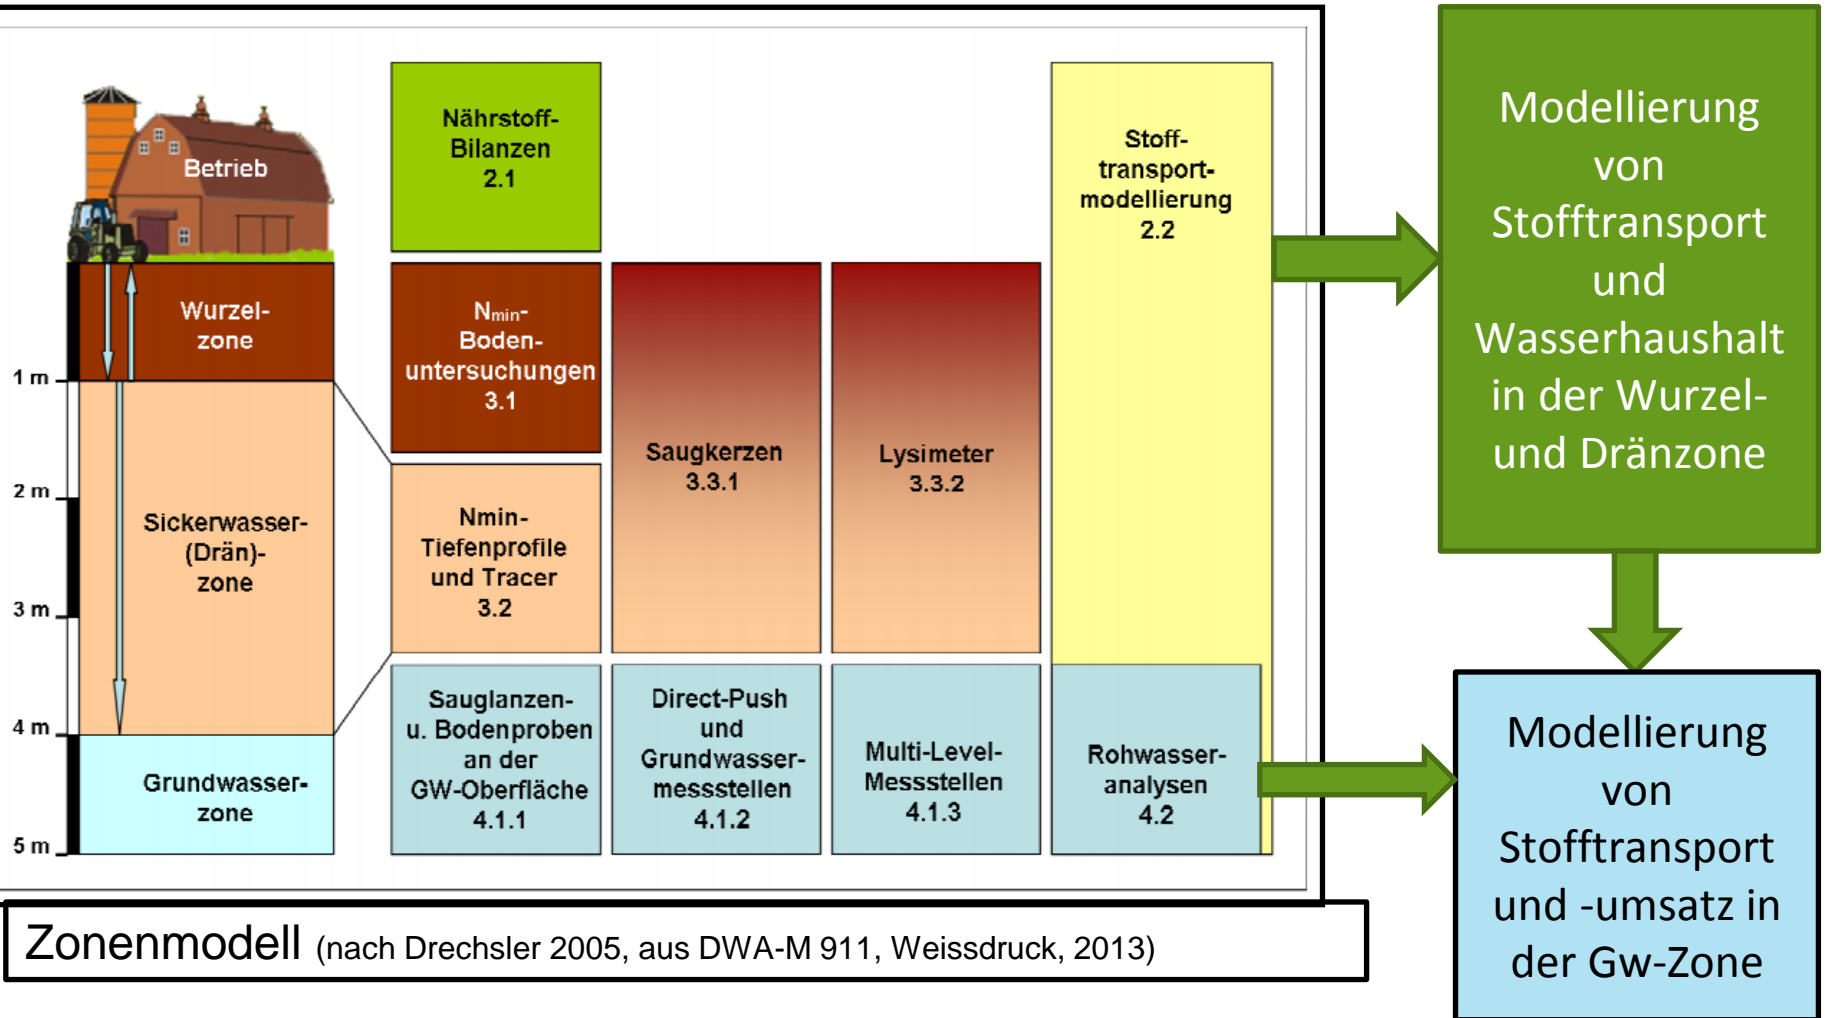 Betrieb
Wurzel-
zone
Sickerwasser-
(Drän)-
zone
Grundwasser-
zone
1 m
2 m
3 m
4 m
5 m
Nährstoff-
Bilanzen
2.1
Nmin-
Boden-
untersuchungen
3.1
Nmin-
Tiefenprofile
und Tracer
3.2
Sauglanzen-
u. Bodenproben
an der
GW-Oberfläche
4.1.1
Saugkerzen
3.3.1
Direct-Push
und
Grundwasser-
messstellen
4.1.2
Lysimeter
3.3.2
Multi-Level-
Messstellen
4.1.3
Stoff-
transport-
modellierung
2.2
Rohwasser-
analysen
4.2
Modellierung
von
Stofftransport
und
Wasserhaushalt
in der Wurzel-
und Dränzone
Modellierung
von
Stofftransport
und -umsatz in
der Gw-Zone
Zonenmodell (nach Drechsler 2005, aus DWA-M 911, Weissdruck, 2013)